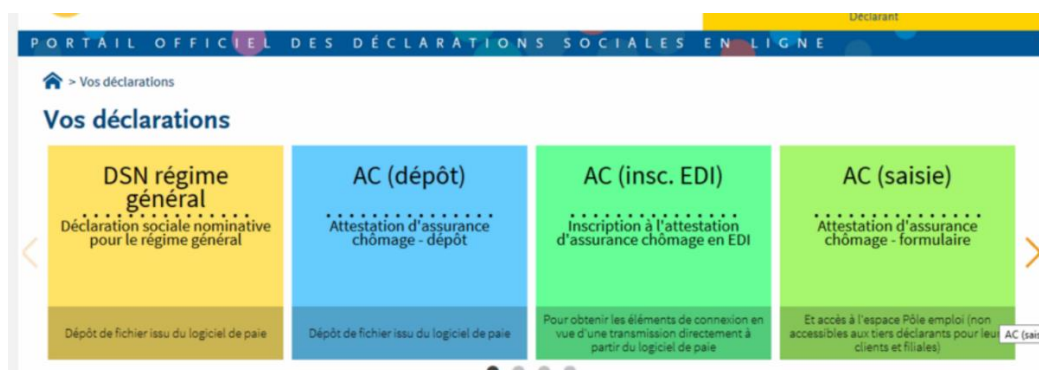 Déclarant
PORTAIL OFFICIEL DES DÉCLARATIONS SOCIALES EN LIGNE
> Vos déclarations
Vos déclarations
DSN régime
général
Déclaration sociale nominative
pour le régime général
Dépôt de fichier issu du logiciel de paie
AC (dépôt)
Attestation d'assurance
chômage - dépôt
Dépôt de fichier issu du logiciel de paie
AC (insc. EDI)
Inscription à l'attestation
d'assurance chômage en EDI
Pour obtenir les éléments de connexion en
vue d'une transmission directement à
partir du logiciel de paie
AC (saisie)
Attestation d'assurance
chômage - formulaire
Et accès à l'espace Pôle emploi (non
accessibles aux tiers déclarants pour leu
clients et filiales)
AC (sais